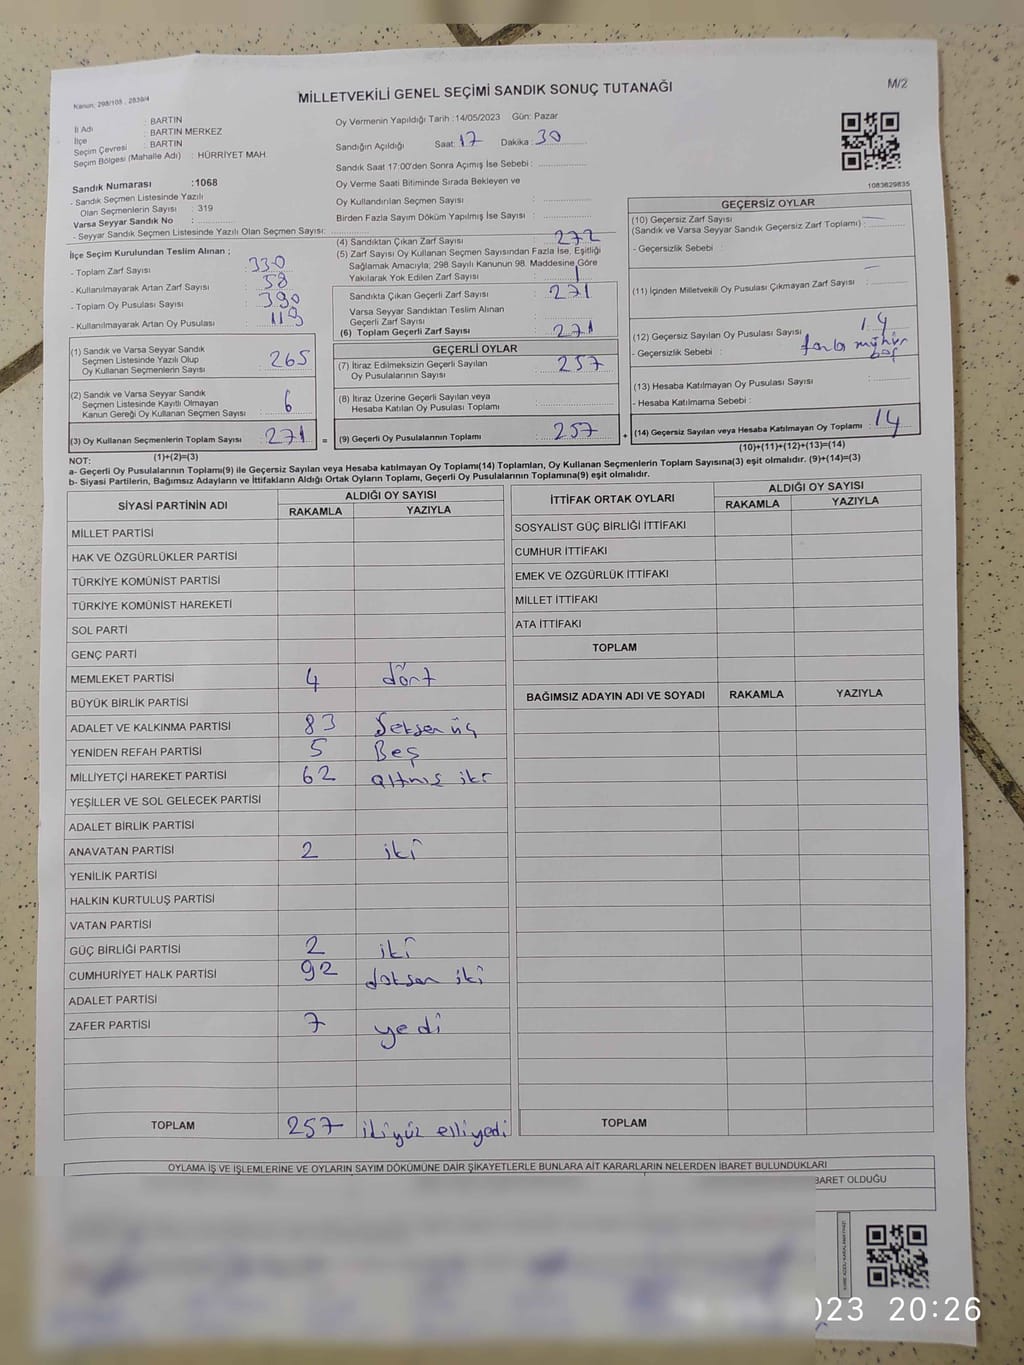 Kanun, 298/105 , 2839/4
MİLLETVEKİLİ GENEL SEÇİMİ SANDIK SONUÇ TUTANAĞI
M/2
İl Adı : BARTIN
İlçe : BARTIN MERKEZ
Seçim Çevresi : BARTIN
Seçim Bölgesi (Mahalle Adı) : HÜRRİYET MAH
Oy Vermenin Yapıldığı Tarih :14/05/2023 Gün: Pazar
Sandığın Açıldığı Saat: 17 Dakika : 30
Sandık Saat 17:00'den Sonra Açımış İse Sebebi :
Oy Verme Saati Bitiminde Sırada Bekleyen ve
Oy Kullandırılan Seçmen Sayısı :
Birden Fazla Sayım Döküm Yapılmış İse Sayısı :
1083629835
Sandık Numarası :1068
- Sandık Seçmen Listesinde Yazılı
Olan Seçmenlerin Sayısı : 319
Varsa Seyyar Sandık No :
- Seyyar Sandık Seçmen Listesinde Yazılı Olan Seçmen Sayısı:
İlçe Seçim Kurulundan Teslim Alınan ;
- Toplam Zarf Sayısı : 330
- Kullanılmayarak Artan Zarf Sayısı : 58
- Toplam Oy Pusulası Sayısı : 390
- Kullanılmayarak Artan Oy Pusulası : 119
(1) Sandık ve Varsa Seyyar Sandık
Seçmen Listesinde Yazılı Olup
Oy Kullanan Seçmenlerin Sayısı : 265
(2) Sandık ve Varsa Seyyar Sandık
Seçmen Listesinde Kayıtlı Olmayan
Kanun Gereği Oy Kullanan Seçmen Sayısı : 6
(3) Oy Kullanan Seçmenlerin Toplam Sayısı : 271 =
(1)+(2)=(3)
(4) Sandıktan Çıkan Zarf Sayısı : 272
(5) Zarf Sayısı Oy Kullanan Seçmen Sayısından Fazla İse, Eşitliği
Sağlamak Amacıyla; 298 Sayılı Kanunun 98. Maddesine Göre
Yakılarak Yok Edilen Zarf Sayısı : 1
Sandıkta Çıkan Geçerli Zarf Sayısı : 271
Varsa Seyyar Sandıktan Teslim Alınan
Geçerli Zarf Sayısı :
(6) Toplam Geçerli Zarf Sayısı : 271
GEÇERLİ OYLAR
(7) İtiraz Edilmeksizin Geçerli Sayılan
Oy Pusulalarının Sayısı : 257
(8) İtiraz Üzerine Geçerli Sayılan veya
Hesaba Katılan Oy Pusulası Toplamı :
(9) Geçerli Oy Pusulalarının Toplamı : 257 +
GEÇERSİZ OYLAR
(10) Geçersiz Zarf Sayısı
(Sandık ve Varsa Seyyar Sandık Geçersiz Zarf Toplamı) : —
- Geçersizlik Sebebi :
(11) İçinden Milletvekili Oy Pusulası Çıkmayan Zarf Sayısı : —
(12) Geçersiz Sayılan Oy Pusulası Sayısı : 14
- Geçersizlik Sebebi : fazla mühür
(13) Hesaba Katılmayan Oy Pusulası Sayısı :
- Hesaba Katılmama Sebebi :
(14) Geçersiz Sayılan veya Hesaba Katılmayan Oy Toplamı : 14
(10)+(11)+(12)+(13)=(14)
NOT:
a- Geçerli Oy Pusulalarının Toplamı(9) ile Geçersiz Sayılan veya Hesaba katılmayan Oy Toplamı(14) Toplamları, Oy Kullanan Seçmenlerin Toplam Sayısına(3) eşit olmalıdır. (9)+(14)=(3)
b- Siyasi Partilerin, Bağımsız Adayların ve İttifakların Aldığı Ortak Oyların Toplamı, Geçerli Oy Pusulalarının Toplamına(9) eşit olmalıdır.
SİYASİ PARTİNİN ADI ALDIĞI OY SAYISI
RAKAMLA YAZIYLA
MİLLET PARTİSİ
HAK VE ÖZGÜRLÜKLER PARTİSİ
TÜRKİYE KOMÜNİST PARTİSİ
TÜRKİYE KOMÜNİST HAREKETİ
SOL PARTİ
GENÇ PARTİ
MEMLEKET PARTİSİ 4 dört
BÜYÜK BİRLİK PARTİSİ
ADALET VE KALKINMA PARTİSİ 83 Seksen üç
YENİDEN REFAH PARTİSİ 5 Beş
MİLLİYETÇİ HAREKET PARTİSİ 62 altmış iki
YEŞİLLER VE SOL GELECEK PARTİSİ
ADALET BİRLİK PARTİSİ
ANAVATAN PARTİSİ 2 iki
YENİLİK PARTİSİ
HALKIN KURTULUŞ PARTİSİ
VATAN PARTİSİ
GÜÇ BİRLİĞİ PARTİSİ 2 iki
CUMHURİYET HALK PARTİSİ 92 doksan iki
ADALET PARTİSİ
ZAFER PARTİSİ 7 yedi
TOPLAM 257 ikiyüz elliyedi
İTTİFAK ORTAK OYLARI ALDIĞI OY SAYISI
RAKAMLA YAZIYLA
SOSYALİST GÜÇ BİRLİĞİ İTTİFAKI
CUMHUR İTTİFAKI
EMEK VE ÖZGÜRLÜK İTTİFAKI
MİLLET İTTİFAKI
ATA İTTİFAKI
TOPLAM
BAĞIMSIZ ADAYIN ADI VE SOYADI RAKAMLA YAZIYLA
TOPLAM
OYLAMA İŞ VE İŞLEMLERİNE VE OYLARIN SAYIM DÖKÜMÜNE DAİR ŞİKAYETLERLE BUNLARA AİT KARARLARIN NELERDEN İBARET BULUNDUKLARI
BARET OLDUĞU
023 20:26